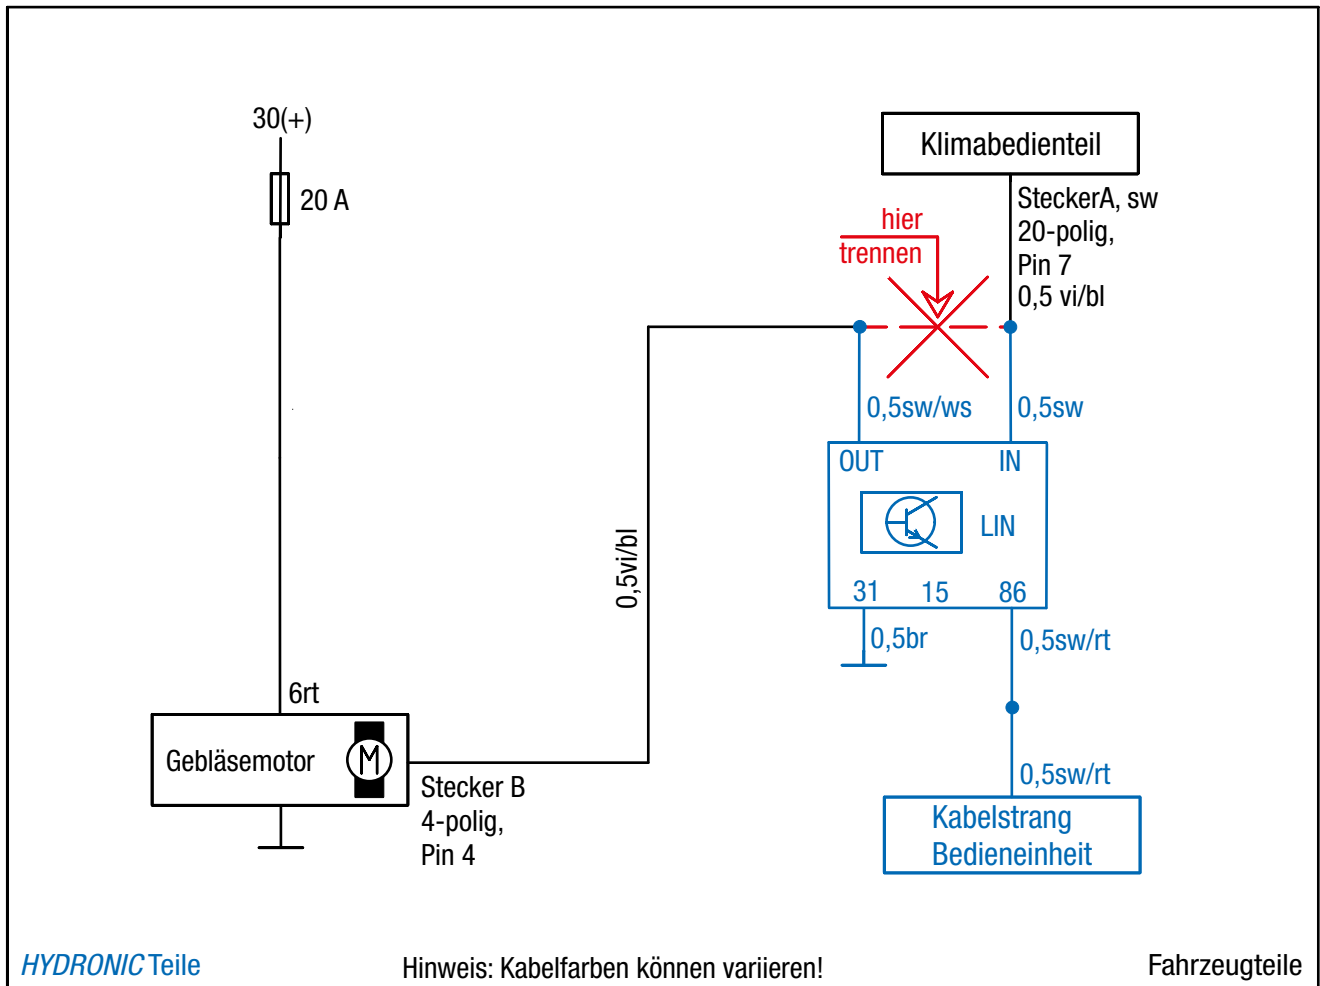 30(+)
20 A
6rt
Gebläsemotor
M
Stecker B
4-polig,
Pin 4
0,5vi/bl
Klimabedienteil
SteckerA, sw
20-polig,
Pin 7
0,5 vi/bl
hier
trennen
0,5sw/ws
0,5sw
OUT
IN
LIN
31
15
86
0,5br
0,5sw/rt
0,5sw/rt
Kabelstrang
Bedieneinheit
HYDRONIC Teile
Hinweis: Kabelfarben können variieren!
Fahrzeugteile